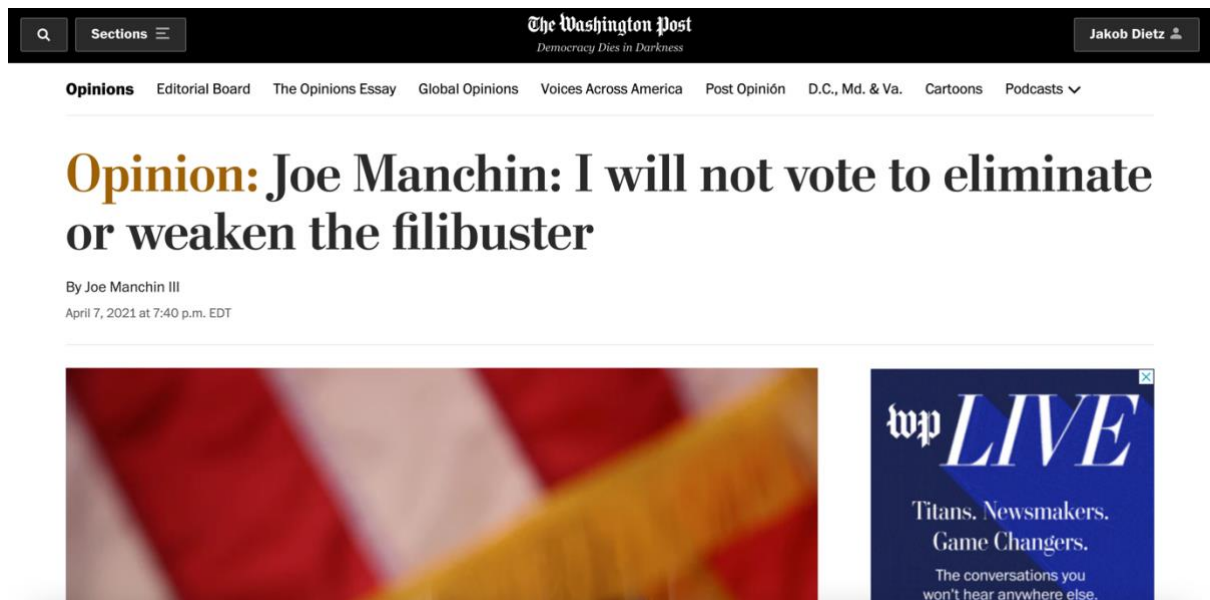 Sections
The Washington Post
Democracy Dies in Darkness
Jakob Dietz
Opinions Editorial Board The Opinions Essay Global Opinions Voices Across America Post Opinión D.C., Md. & Va. Cartoons Podcasts
Opinion: Joe Manchin: I will not vote to eliminate
or weaken the filibuster
By Joe Manchin III
April 7, 2021 at 7:40 p.m. EDT
wp LIVE
Titans. Newsmakers.
Game Changers.
The conversations you
won't hear anywhere else.